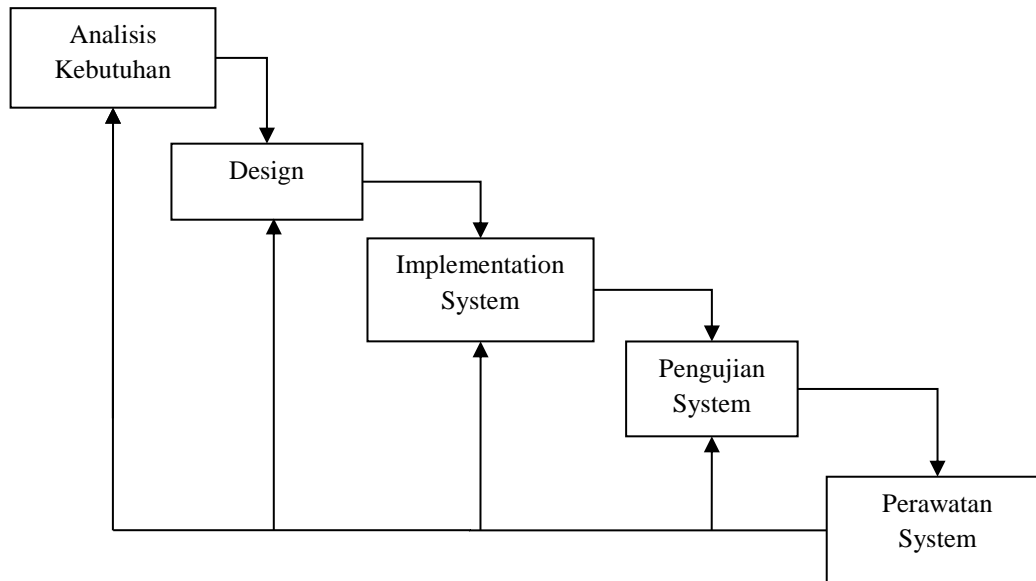 Analisis
Kebutuhan
Design
Implementation
System
Pengujian
System
Perawatan
System